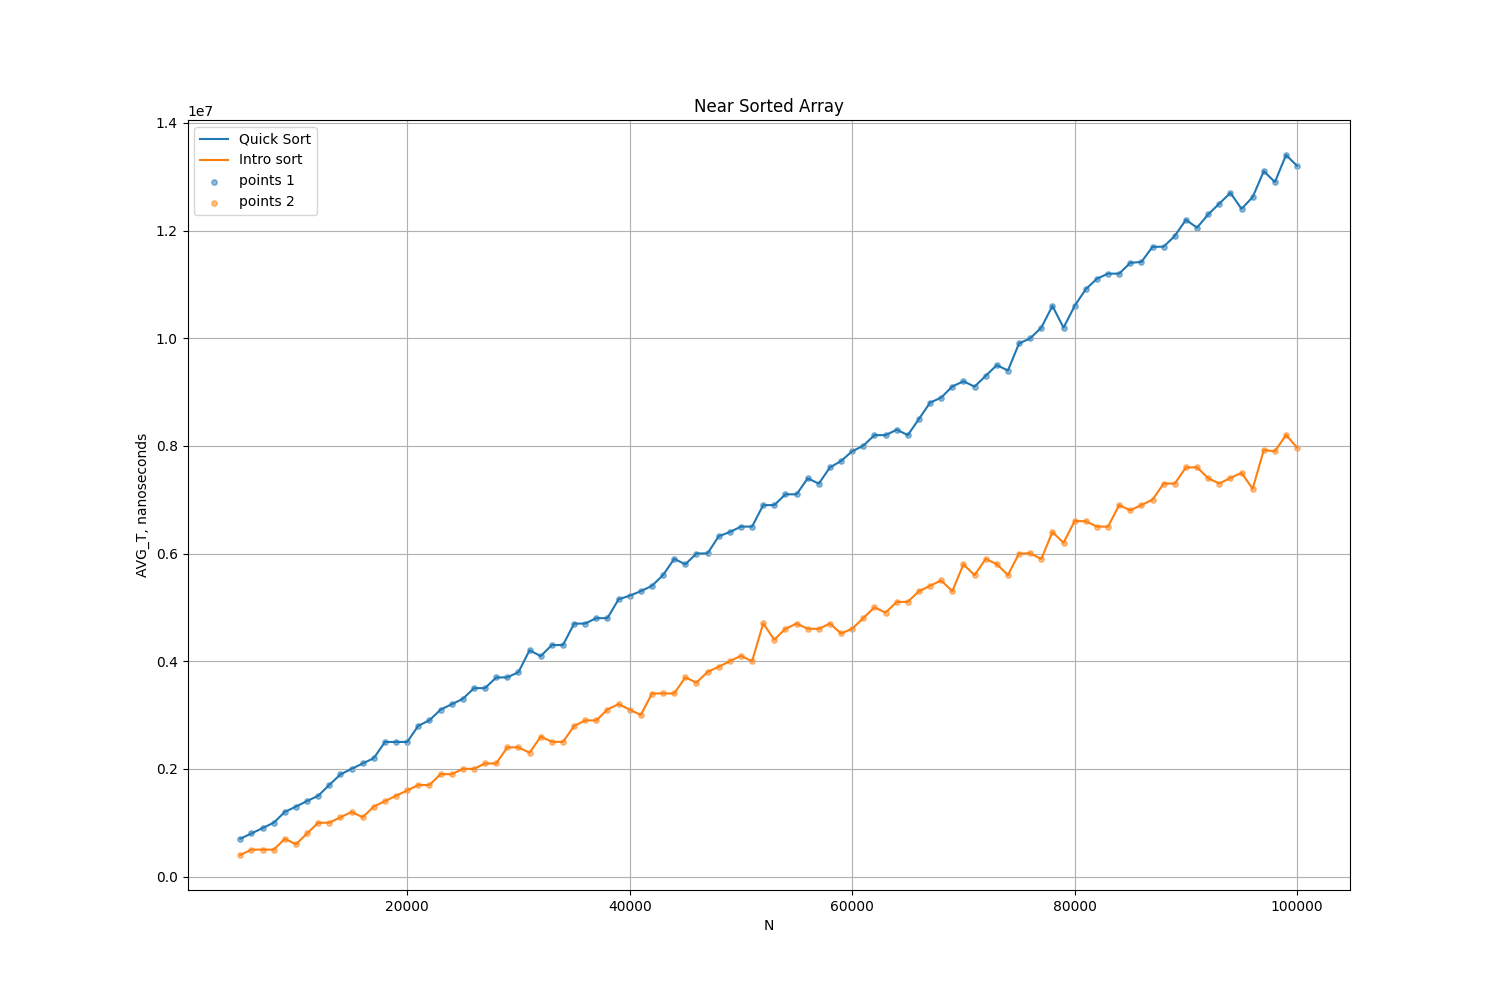 Near Sorted Array
1e7
1.4
1.2
1.0
0.8
0.6
0.4
0.2
0.0
Quick Sort
Intro sort
points 1
points 2
AVG_T, nanoseconds
20000 40000 60000 80000 100000
N